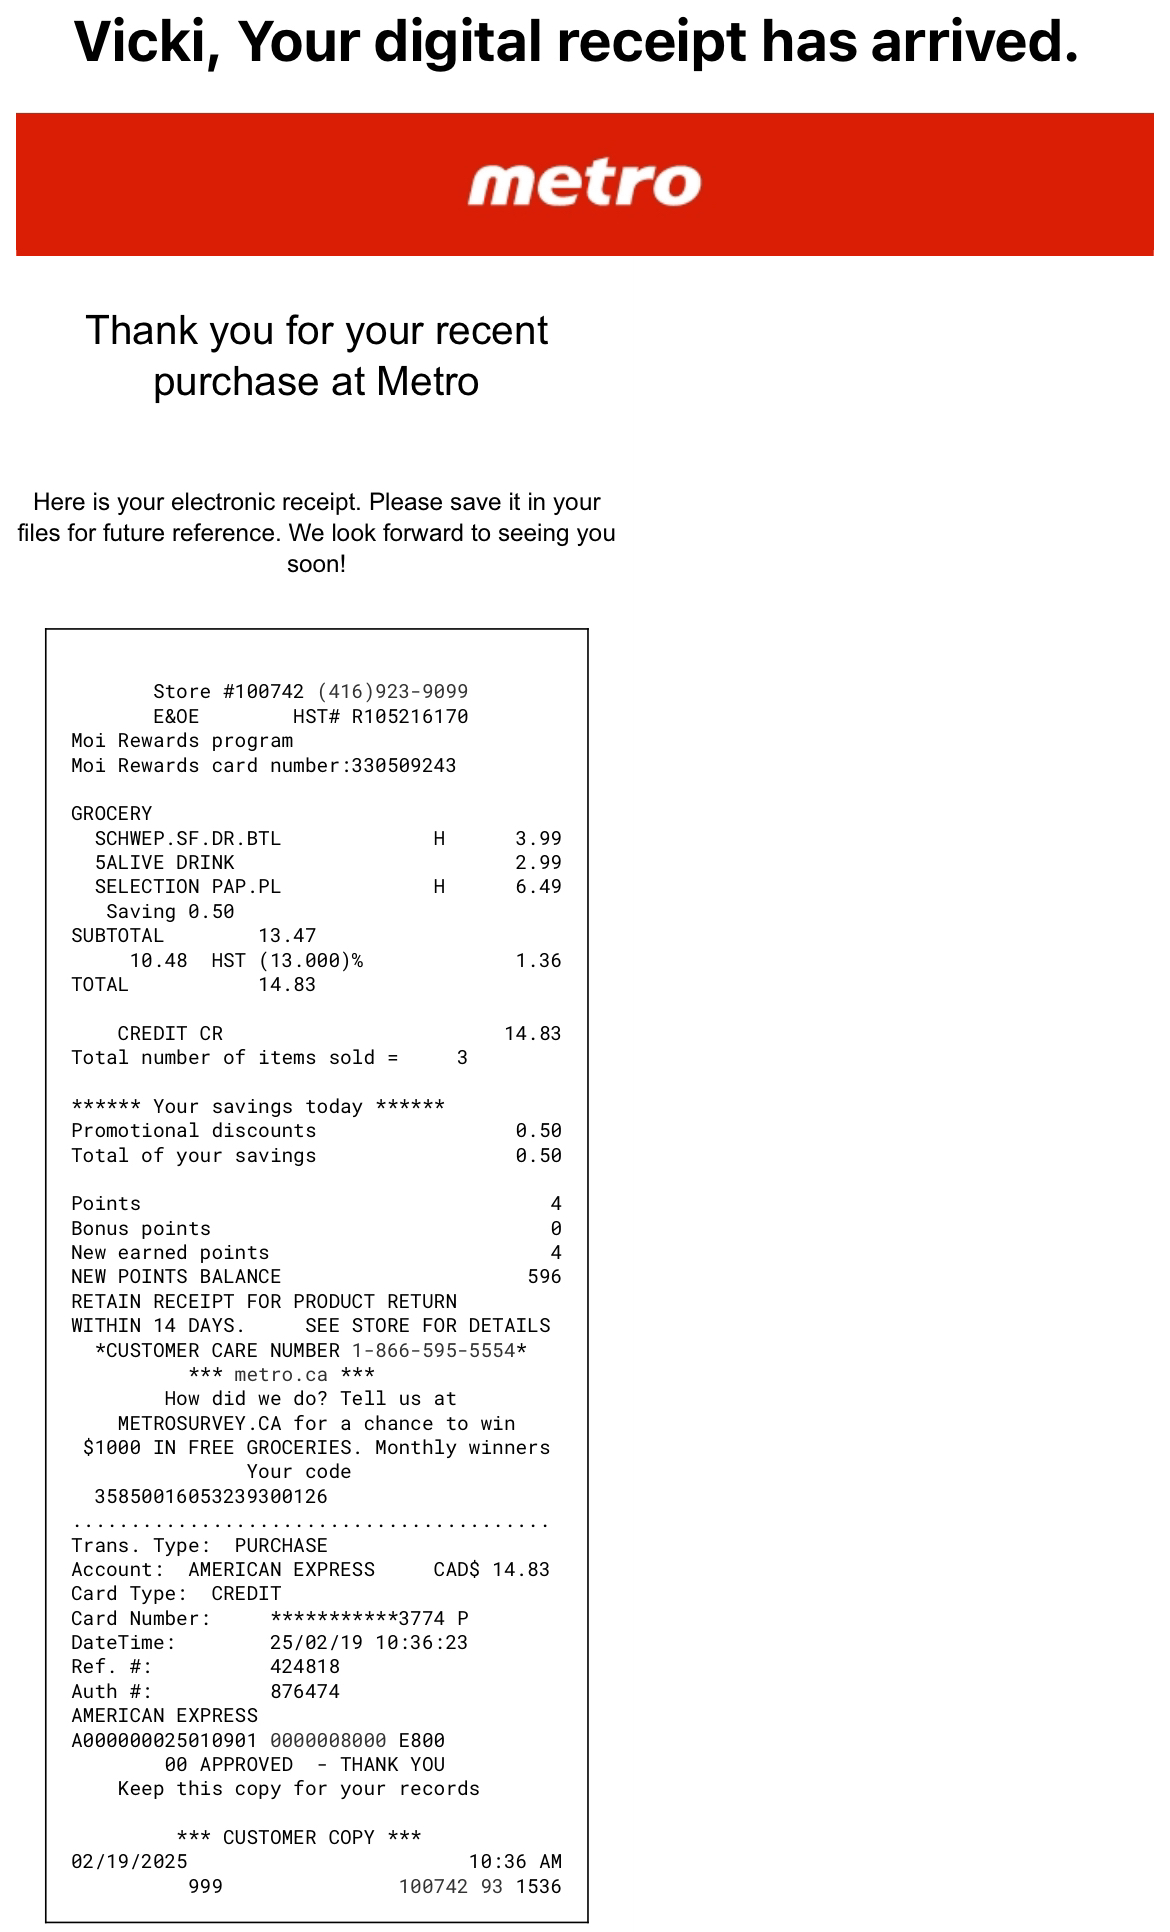 Vicki, Your digital receipt has arrived.
metro
Thank you for your recent
purchase at Metro
Here is your electronic receipt. Please save it in your
files for future reference. We look forward to seeing you
soon!
Store #100742 (416)923-9099
E&OE HST# R105216170
Moi Rewards program
Moi Rewards card number:330509243
GROCERY
SCHWEP.SF.DR.BTL H 3.99
5ALIVE DRINK 2.99
SELECTION PAP.PL H 6.49
Saving 0.50
SUBTOTAL 13.47
10.48 HST (13.000)% 1.36
TOTAL 14.83
CREDIT CR 14.83
Total number of items sold = 3
****** Your savings today ******
Promotional discounts 0.50
Total of your savings 0.50
Points 4
Bonus points 0
New earned points 4
NEW POINTS BALANCE 596
RETAIN RECEIPT FOR PRODUCT RETURN
WITHIN 14 DAYS. SEE STORE FOR DETAILS
*CUSTOMER CARE NUMBER 1-866-595-5554*
*** metro.ca ***
How did we do? Tell us at
METROSURVEY.CA for a chance to win
$1000 IN FREE GROCERIES. Monthly winners
Your code
35850016053239300126
.........................................
Trans. Type: PURCHASE
Account: AMERICAN EXPRESS CAD$ 14.83
Card Type: CREDIT
Card Number: ***********3774 P
DateTime: 25/02/19 10:36:23
Ref. #: 424818
Auth #: 876474
AMERICAN EXPRESS
A000000025010901 0000008000 E800
00 APPROVED - THANK YOU
Keep this copy for your records
*** CUSTOMER COPY ***
02/19/2025 10:36 AM
999 100742 93 1536